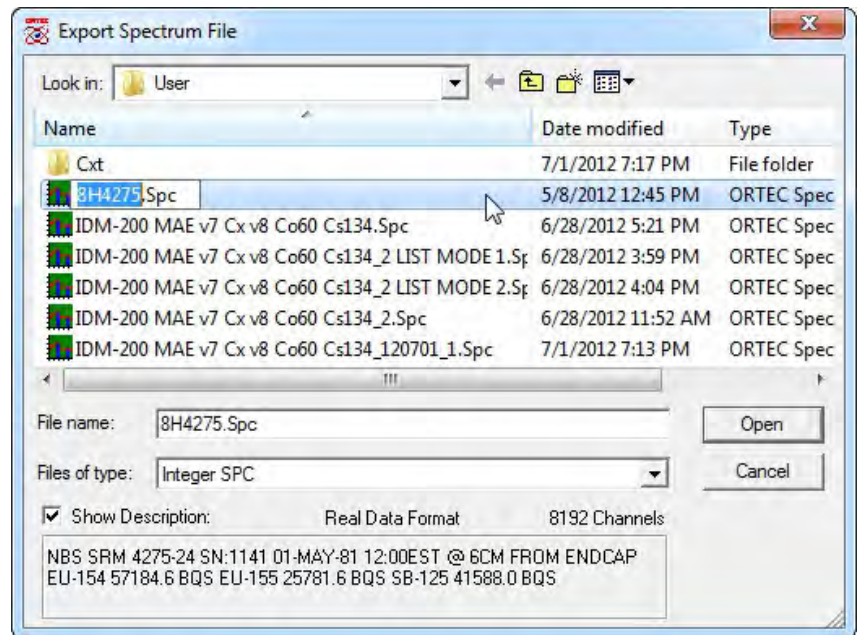 ORTEC
Export Spectrum File
Look in: User
Name Date modified Type
Cxt 7/1/2012 7:17 PM File folder
8H4275.Spc 5/8/2012 12:45 PM ORTEC Spec
IDM-200 MAE v7 Cx v8 Co60 Cs134.Spc 6/28/2012 5:21 PM ORTEC Spec
IDM-200 MAE v7 Cx v8 Co60 Cs134_2 LIST MODE 1.Sp 6/28/2012 3:59 PM ORTEC Spec
IDM-200 MAE v7 Cx v8 Co60 Cs134_2 LIST MODE 2.Sp 6/28/2012 4:04 PM ORTEC Spec
IDM-200 MAE v7 Cx v8 Co60 Cs134_2.Spc 6/28/2012 11:52 AM ORTEC Spec
IDM-200 MAE v7 Cx v8 Co60 Cs134_120701_1.Spc 7/1/2012 7:13 PM ORTEC Spec
File name: 8H4275.Spc Open
Files of type: Integer SPC Cancel
Show Description: Real Data Format 8192 Channels
NBS SRM 4275-24 SN:1141 01-MAY-81 12:00EST @ 6CM FROM ENDCAP
EU-154 57184.6 BQS EU-155 25781.6 BQS SB-125 41588.0 BQS